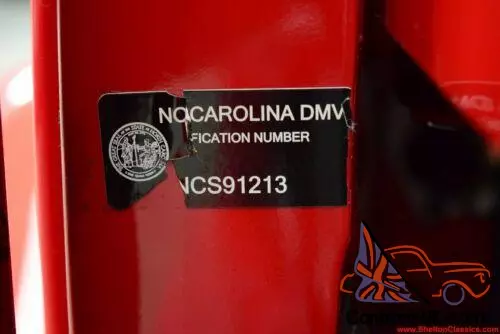 NOCAROLINA DMV
FICATION NUMBER
NCS91213
www.SheltonClassics.com